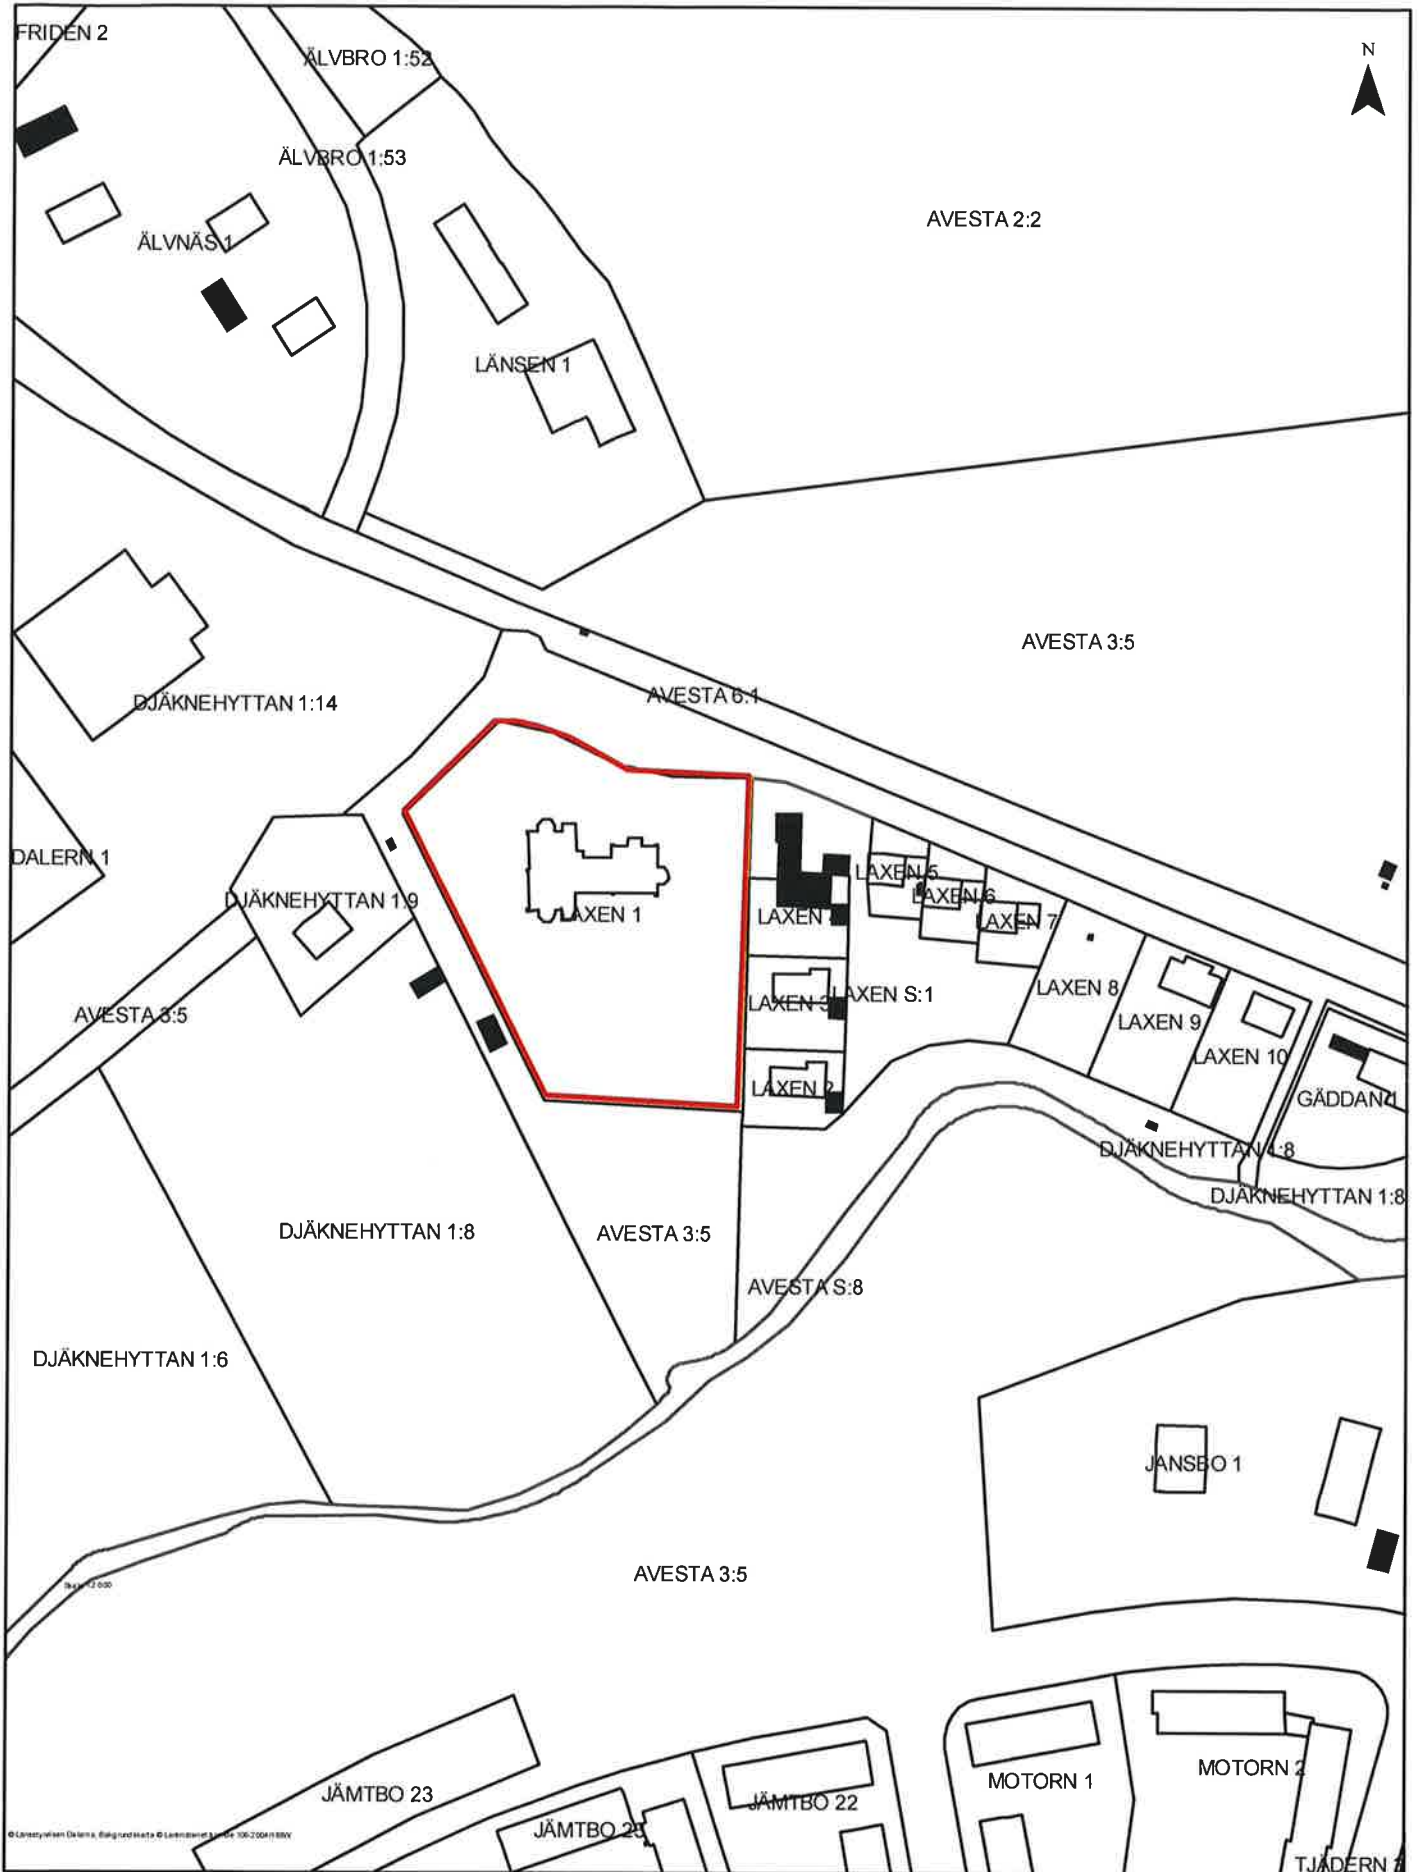 FRIDEN 2
ÄLVBRO 1:52
N
ÄLVBRO 1:53
AVESTA 2:2
ÄLVNÄS 1
LÄNSEN 1
AVESTA 3:5
AVESTA 6:1
DJÄKNEHYTTAN 1:14
DALERN 1
LAXEN 5
DJÄKNEHYTTAN 1:9
LAXEN 6
LAXEN 1
LAXEN
LAXEN 7
LAXEN 8
LAXEN S:1
LAXEN 3
AVESTA 3:5
LAXEN 9
LAXEN 10
LAXEN 2
GÄDDAN 1
DJÄKNEHYTTAN 1:8
DJÄKNEHYTTAN 1:8
DJÄKNEHYTTAN 1:8
AVESTA 3:5
AVESTA S:8
DJÄKNEHYTTAN 1:6
JANSBO 1
AVESTA 3:5
MOTORN 2
MOTORN 1
JÄMTBO 23
JÄMTBO 22
JÄMTBO 25
TJÄDERN